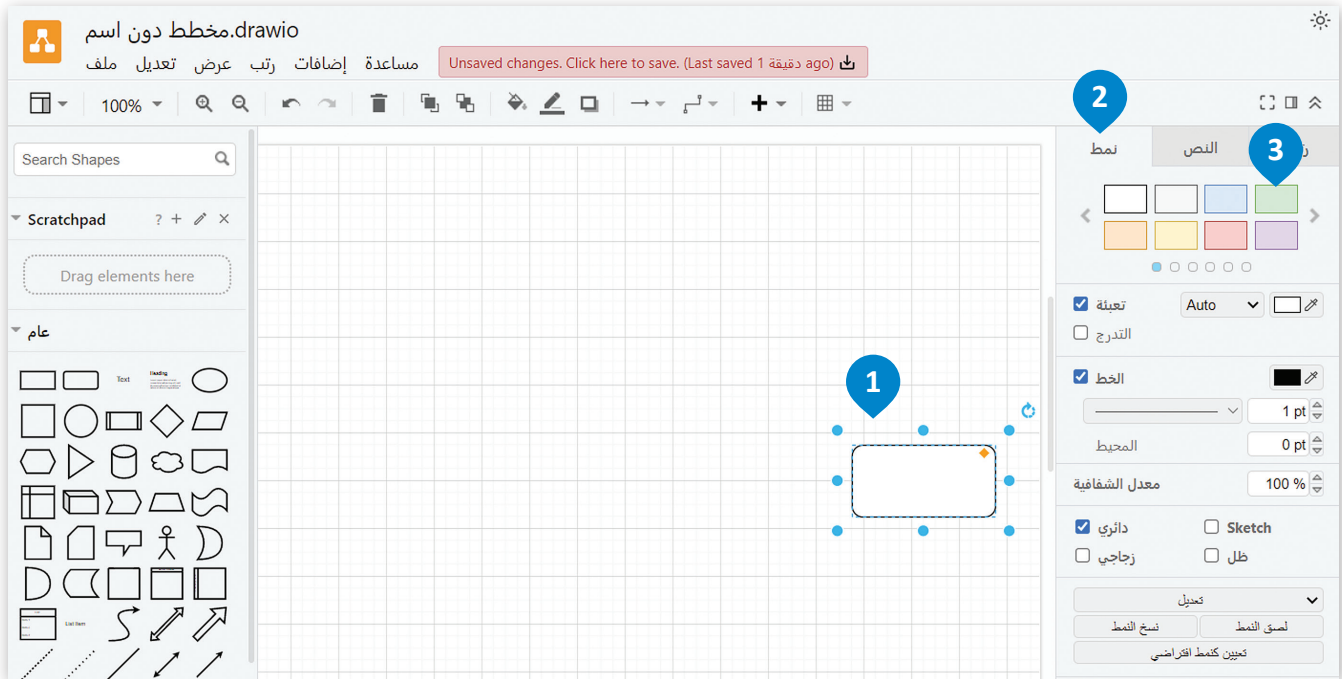 مخطط دون اسم.drawio
ملف تعديل عرض رتب إضافات مساعدة
Unsaved changes. Click here to save. (Last saved 1 دقيقة ago)
100%
2
نمط
النص
3
Search Shapes
Scratchpad
?
Drag elements here
عام
Text
Heading
List Item
1
تعبئة
Auto
التدرج
الخط
1 pt
المحيط
0 pt
معدل الشفافية
100 %
دائري
Sketch
زجاجي
ظل
تعديل
نسخ النمط
لصق النمط
تعيين كنمط افتراضي